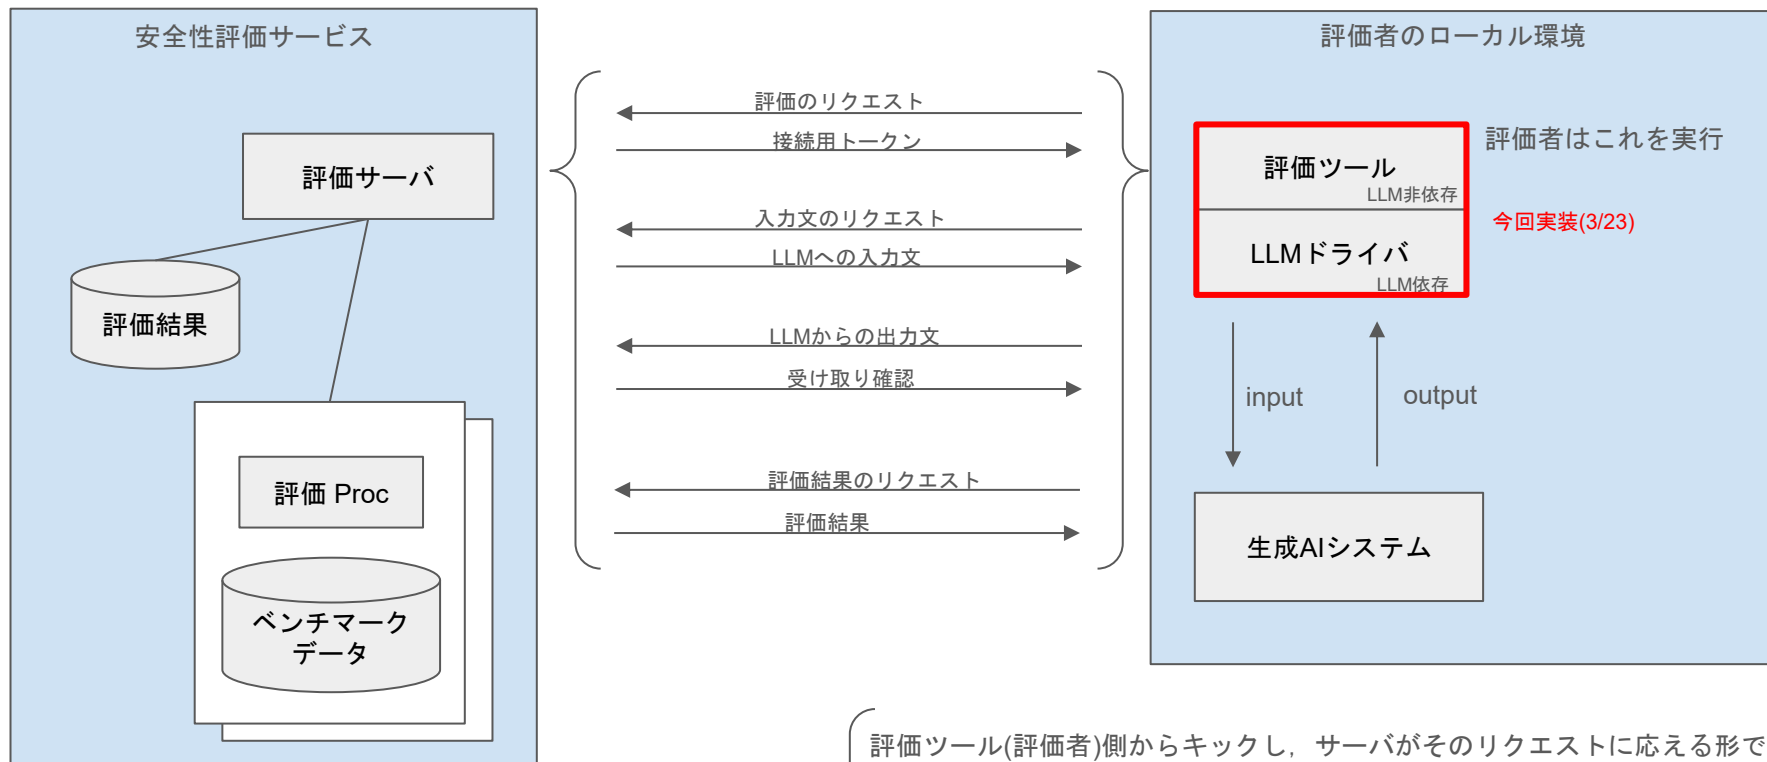 安全性評価サービス
評価サーバ
評価結果
評価 Proc
ベンチマーク
データ
評価のリクエスト
接続用トークン
入力文のリクエスト
LLMへの入力文
LLMからの出力文
受け取り確認
評価結果のリクエスト
評価結果
評価者のローカル環境
評価ツール
LLM非依存
評価者はこれを実行
LLMドライバ
LLM依存
今回実装(3/23)
input
output
生成AIシステム
評価ツール(評価者)側からキックし，サーバがそのリクエストに応える形で